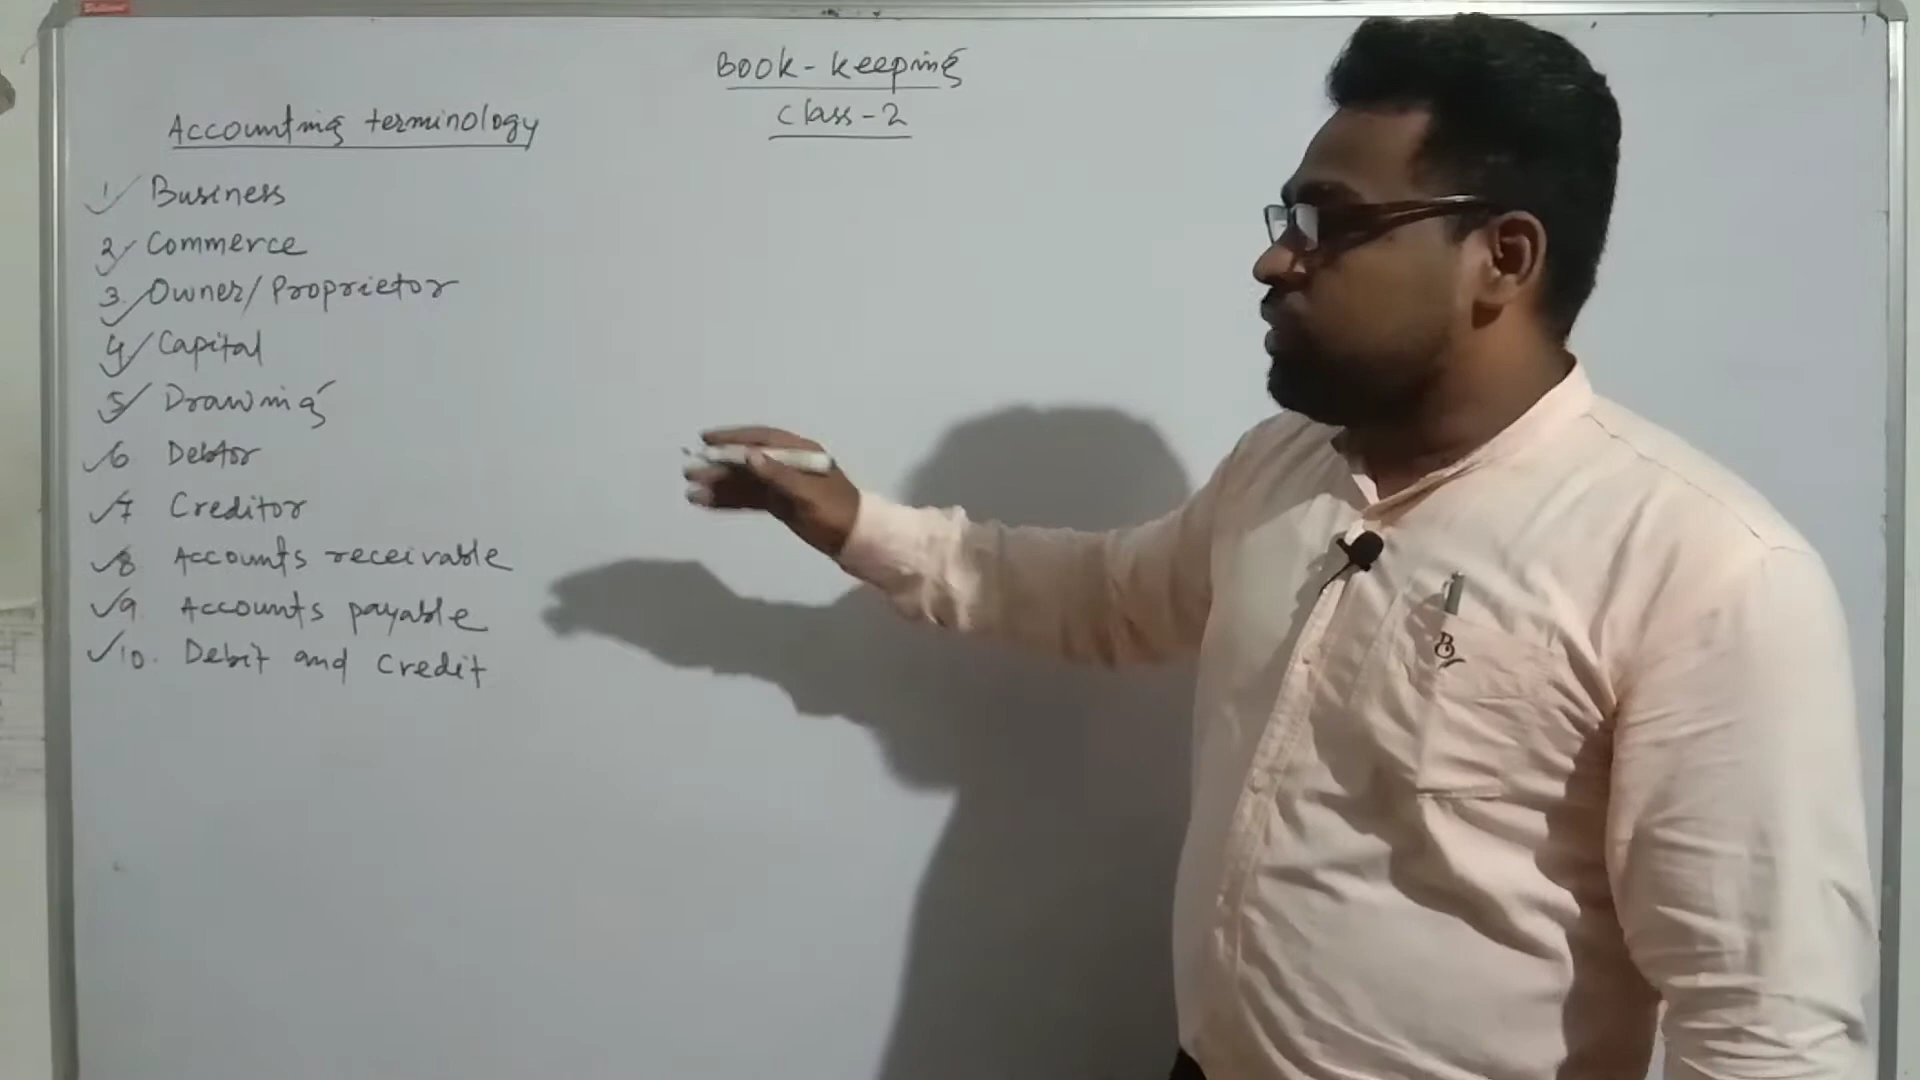 Book-keeping
Class-2
Accounting terminology
1 Business
2 Commerce
3. Owner/Proprietor
4 Capital
5 Drawing
6 Debtor
7 Creditor
8 Accounts receivable
9. Accounts payable
10. Debit and Credit